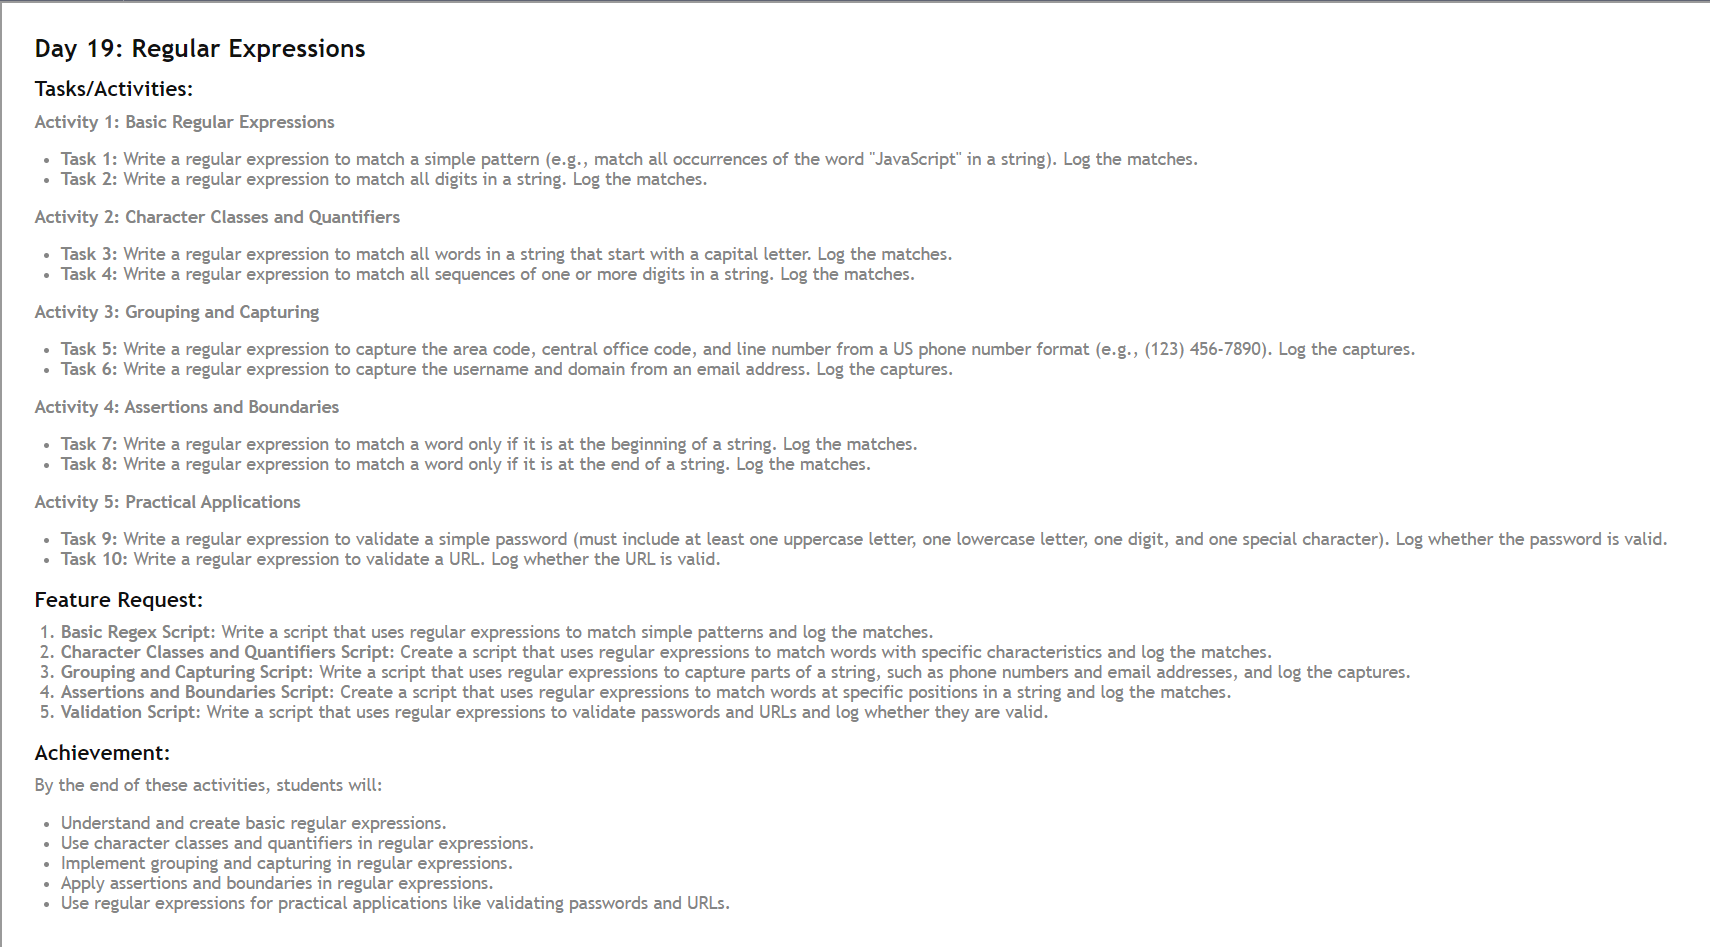 Day 19: Regular Expressions
Tasks/Activities:
Activity 1: Basic Regular Expressions
• Task 1: Write a regular expression to match a simple pattern (e.g., match all occurrences of the word "JavaScript" in a string). Log the matches.
• Task 2: Write a regular expression to match all digits in a string. Log the matches.
Activity 2: Character Classes and Quantifiers
• Task 3: Write a regular expression to match all words in a string that start with a capital letter. Log the matches.
• Task 4: Write a regular expression to match all sequences of one or more digits in a string. Log the matches.
Activity 3: Grouping and Capturing
• Task 5: Write a regular expression to capture the area code, central office code, and line number from a US phone number format (e.g., (123) 456-7890). Log the captures.
• Task 6: Write a regular expression to capture the username and domain from an email address. Log the captures.
Activity 4: Assertions and Boundaries
• Task 7: Write a regular expression to match a word only if it is at the beginning of a string. Log the matches.
• Task 8: Write a regular expression to match a word only if it is at the end of a string. Log the matches.
Activity 5: Practical Applications
• Task 9: Write a regular expression to validate a simple password (must include at least one uppercase letter, one lowercase letter, one digit, and one special character). Log whether the password is valid.
• Task 10: Write a regular expression to validate a URL. Log whether the URL is valid.
Feature Request:
1. Basic Regex Script: Write a script that uses regular expressions to match simple patterns and log the matches.
2. Character Classes and Quantifiers Script: Create a script that uses regular expressions to match words with specific characteristics and log the matches.
3. Grouping and Capturing Script: Write a script that uses regular expressions to capture parts of a string, such as phone numbers and email addresses, and log the captures.
4. Assertions and Boundaries Script: Create a script that uses regular expressions to match words at specific positions in a string and log the matches.
5. Validation Script: Write a script that uses regular expressions to validate passwords and URLs and log whether they are valid.
Achievement:
By the end of these activities, students will:
• Understand and create basic regular expressions.
• Use character classes and quantifiers in regular expressions.
• Implement grouping and capturing in regular expressions.
• Apply assertions and boundaries in regular expressions.
• Use regular expressions for practical applications like validating passwords and URLs.